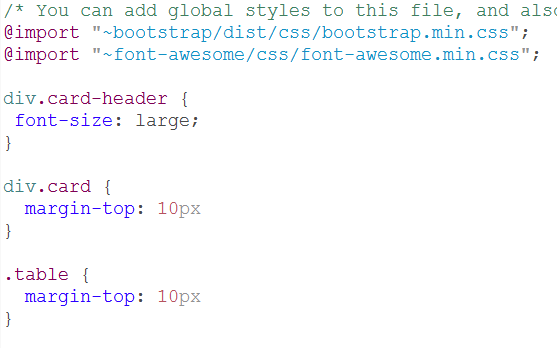 /* You can add global styles to this file, and also
@import "~bootstrap/dist/css/bootstrap.min.css";
@import "~font-awesome/css/font-awesome.min.css";

div.card-header {
 font-size: large;
}

div.card {
  margin-top: 10px
}

.table {
  margin-top: 10px
}